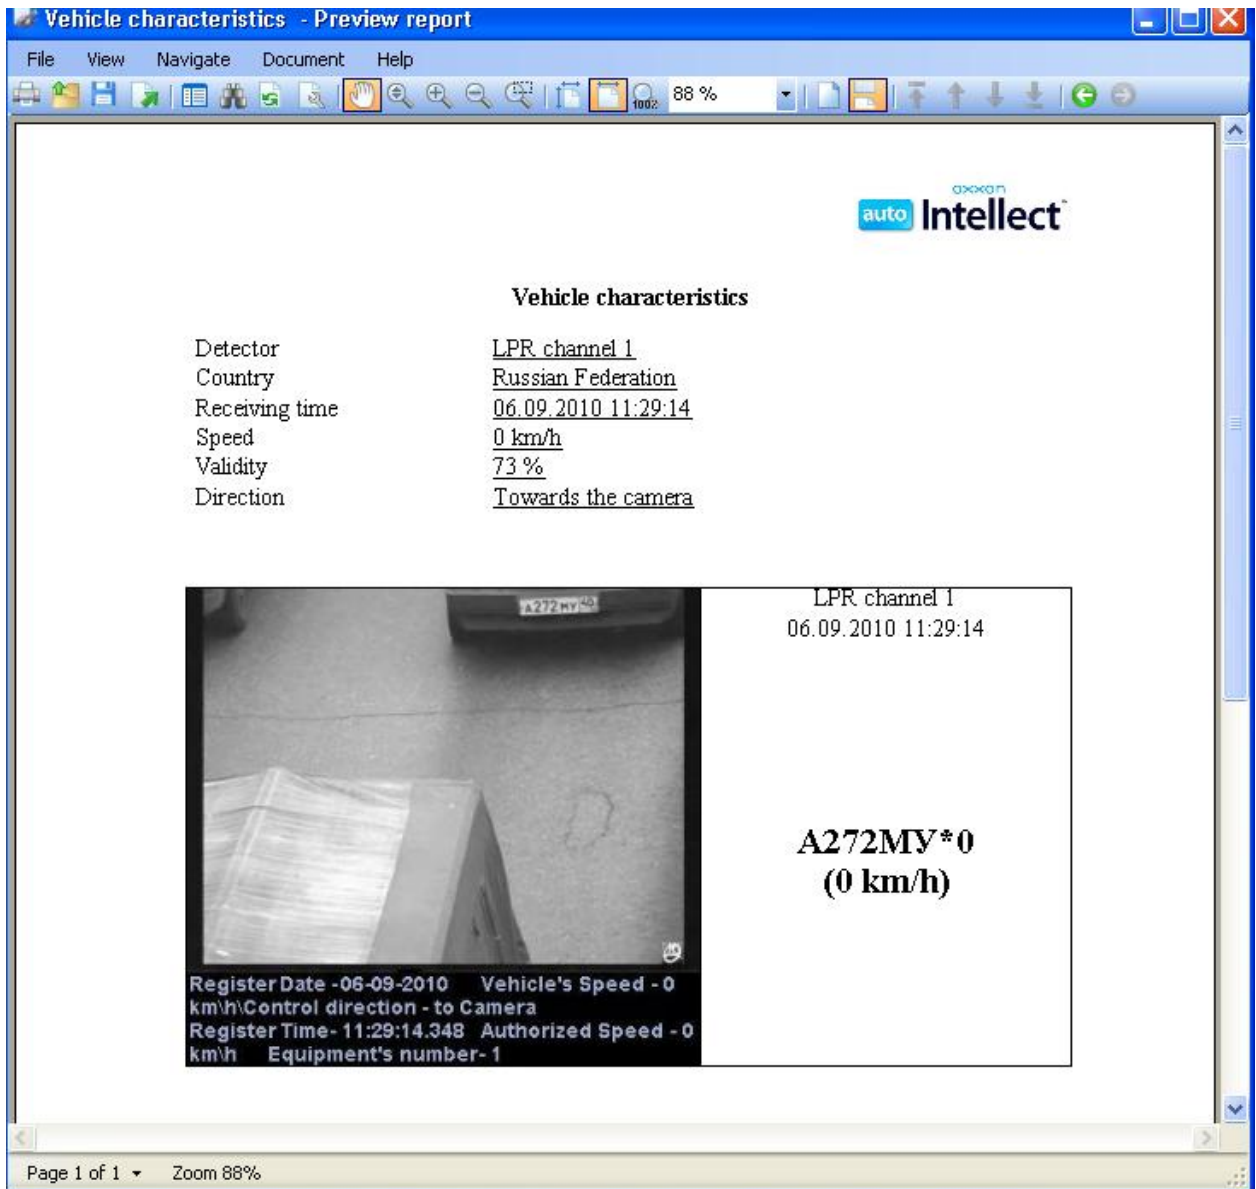 Vehicle characteristics - Preview report
File View Navigate Document Help
100% 88 %
axxon
auto Intellect
Vehicle characteristics
Detector LPR channel 1
Country Russian Federation
Receiving time 06.09.2010 11:29:14
Speed 0 km/h
Validity 73 %
Direction Towards the camera
А272МУ
LPR channel 1
06.09.2010 11:29:14
А272МУ*0
(0 km/h)
Register Date -06-09-2010 Vehicle's Speed - 0
km\h\Control direction - to Camera
Register Time- 11:29:14.348 Authorized Speed - 0
km\h Equipment's number- 1
Page 1 of 1 Zoom 88%